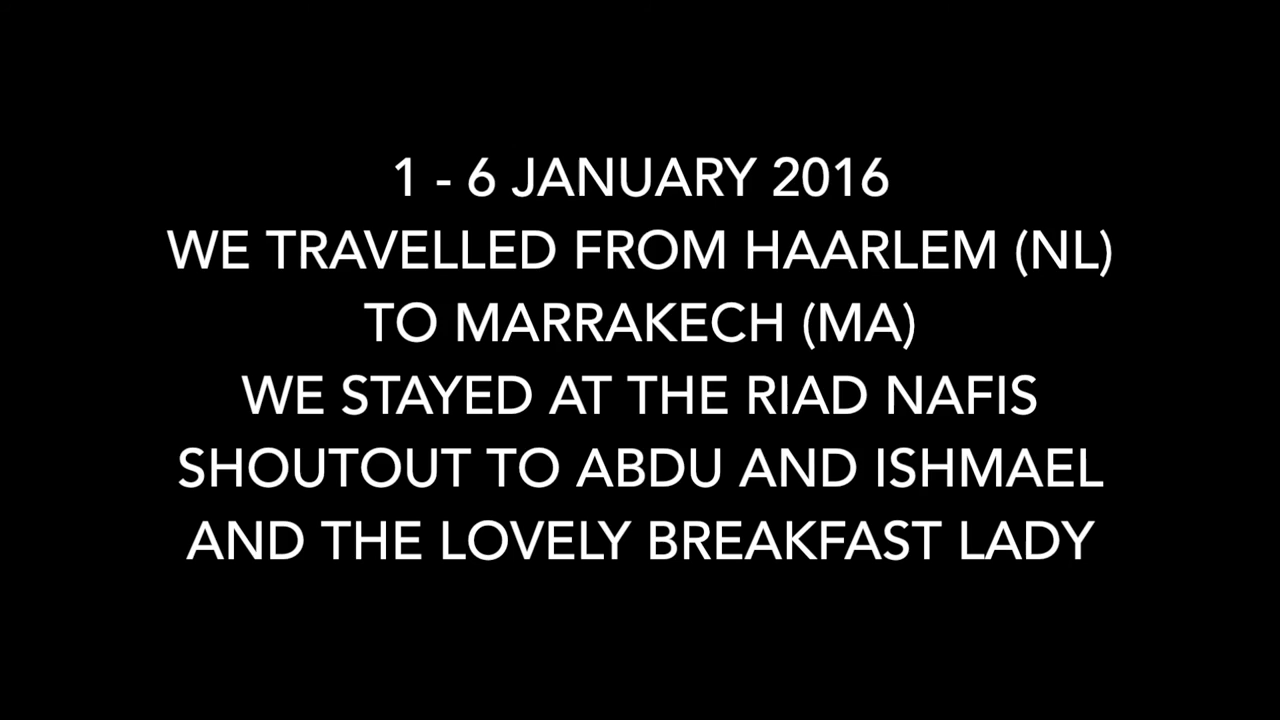 1 - 6 JANUARY 2016
WE TRAVELLED FROM HAARLEM (NL)
TO MARRAKECH (MA)
WE STAYED AT THE RIAD NAFIS
SHOUTOUT TO ABDU AND ISHMAEL
AND THE LOVELY BREAKFAST LADY